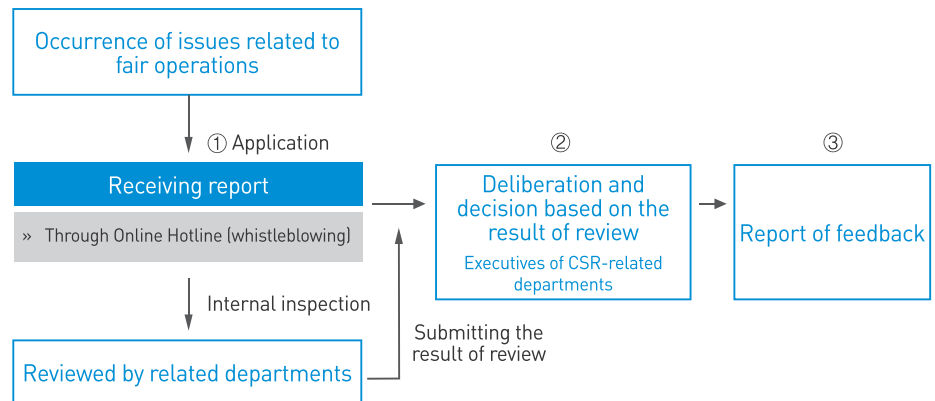 Occurrence of issues related to
fair operations
① Application
Receiving report
» Through Online Hotline (whistleblowing)
Internal inspection
Reviewed by related departments
Submitting the
result of review
②
Deliberation and
decision based on the
result of review
Executives of CSR-related
departments
③
Report of feedback